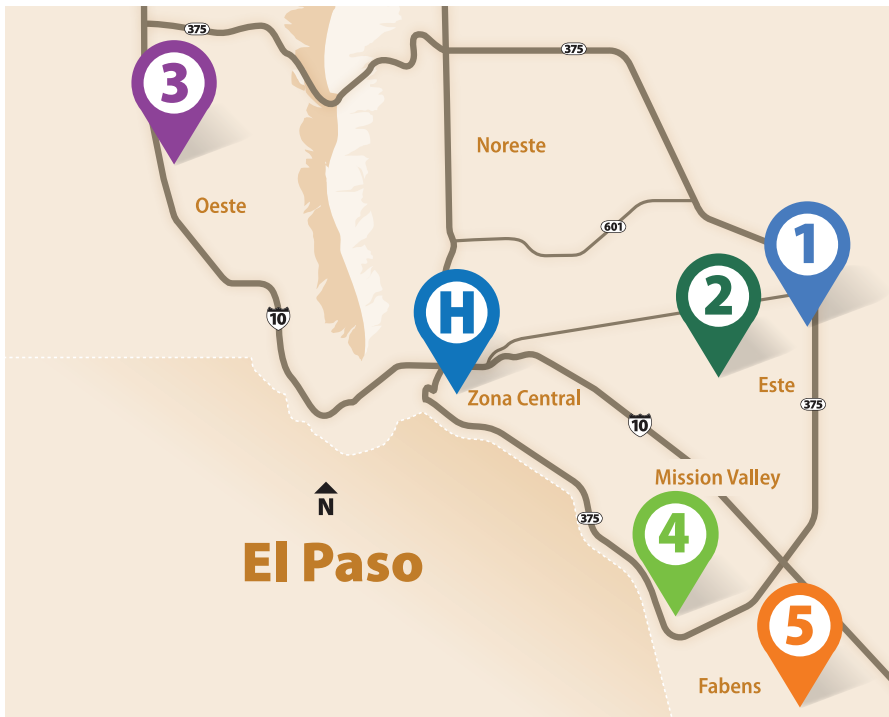 375
375
3
Noreste
Oeste
601
1
2
H
10
Este
Zona Central
375
10
Mission Valley
N
375
4
El Paso
5
Fabens